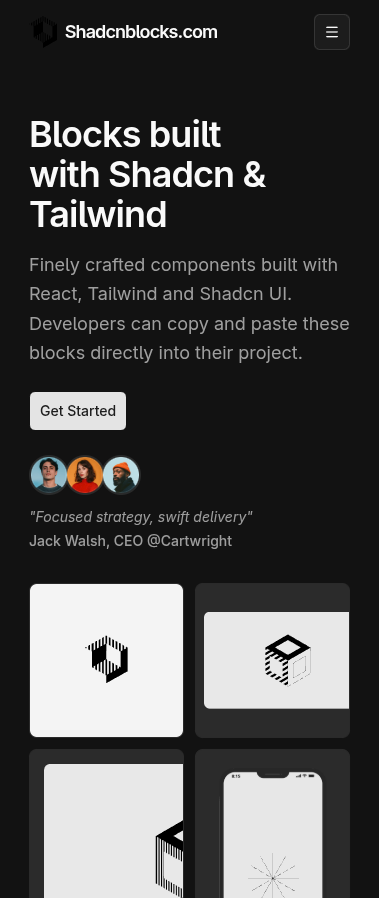 Shadcnblocks.com
Blocks built
with Shadcn &
Tailwind
Finely crafted components built with
React, Tailwind and Shadcn UI.
Developers can copy and paste these
blocks directly into their project.
Get Started
"Focused strategy, swift delivery"
Jack Walsh, CEO @Cartwright
8:15